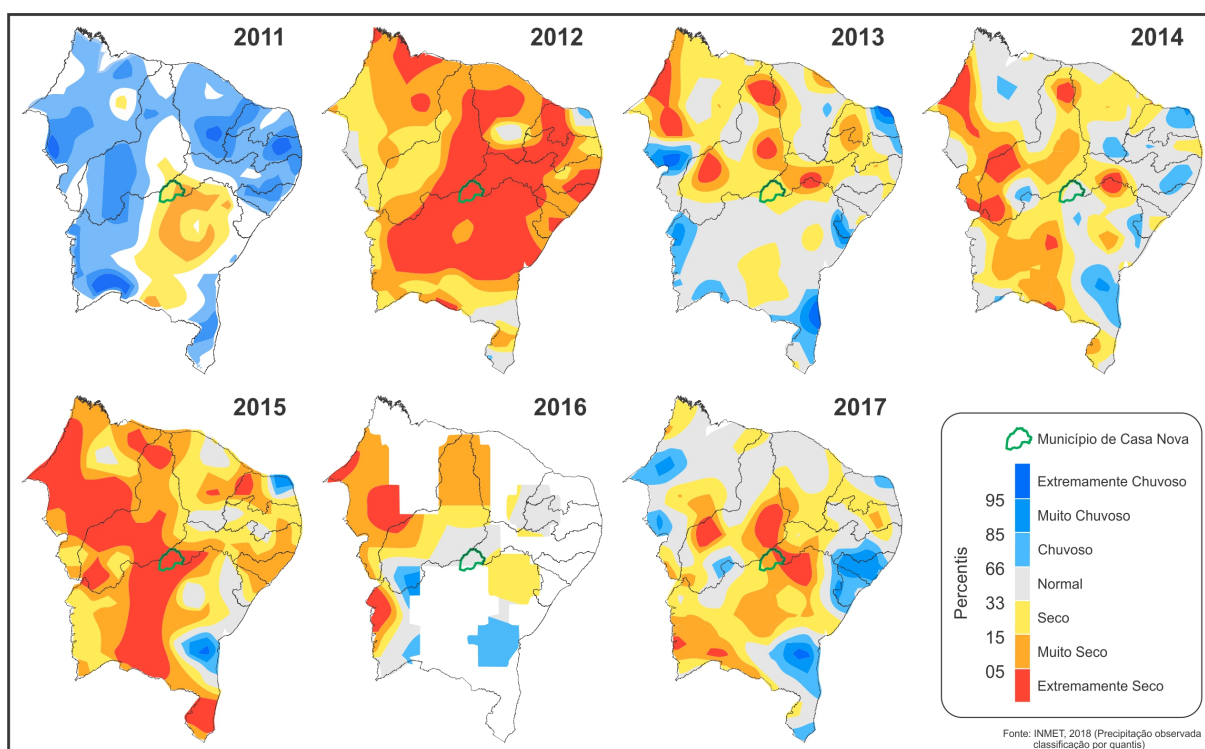 2011
2012
2013
2014
2015
2016
2017
Município de Casa Nova
Percentis
95
85
66
33
15
05
Extremamente Chuvoso
Muito Chuvoso
Chuvoso
Normal
Seco
Muito Seco
Extremamente Seco
Fonte: INMET, 2018 (Precipitação observada
classificação por quantis)